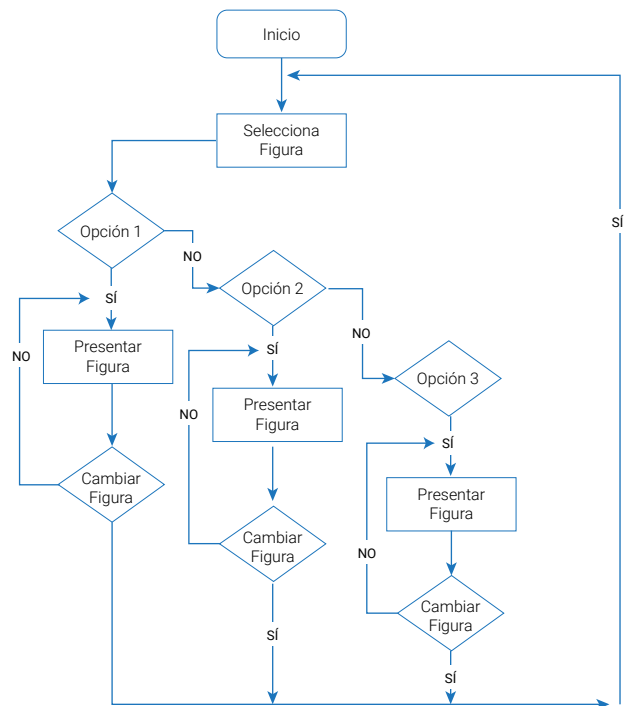 Inicio
Selecciona
Figura
SÍ
Opción 1
NO
Opción 2
SÍ
NO
Opción 3
NO
Presentar
Figura
SÍ
NO
Presentar
Figura
SÍ
Cambiar
Figura
Presentar
Figura
Cambiar
Figura
NO
Cambiar
Figura
SÍ
SÍ